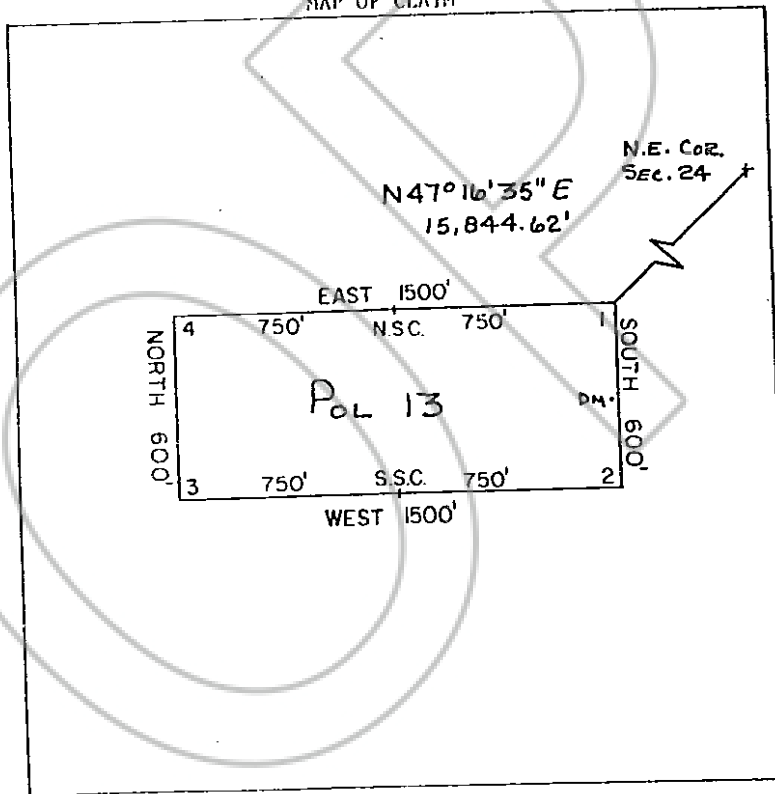 MAP OF CLAIM
N.E. COR.
SEC. 24
N47°16'35"E
15,844.62'
EAST 1500'
4 750' N.S.C. 750' 1
NORTH 600'
SOUTH 600'
POL 13
DM.
3 750' S.S.C. 750' 2
WEST 1500'